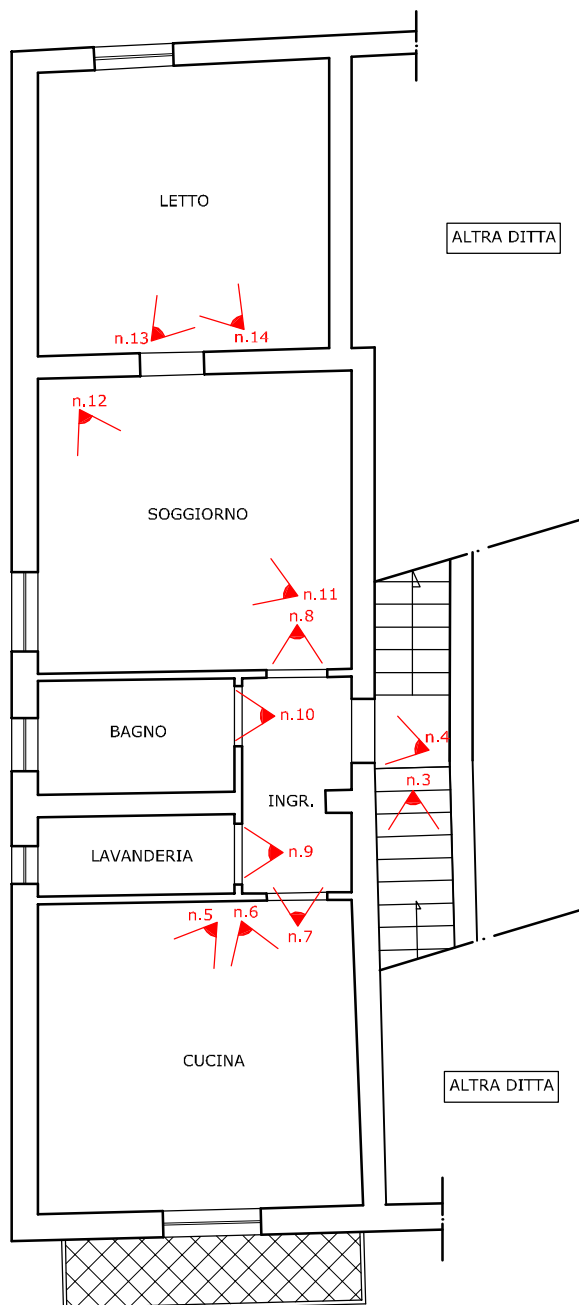 LETTO
ALTRA DITTA
n.13
n.14
n.12
SOGGIORNO
n.11
n.8
n.10
BAGNO
n.4
n.3
INGR.
n.9
LAVANDERIA
n.5
n.6
n.7
CUCINA
ALTRA DITTA